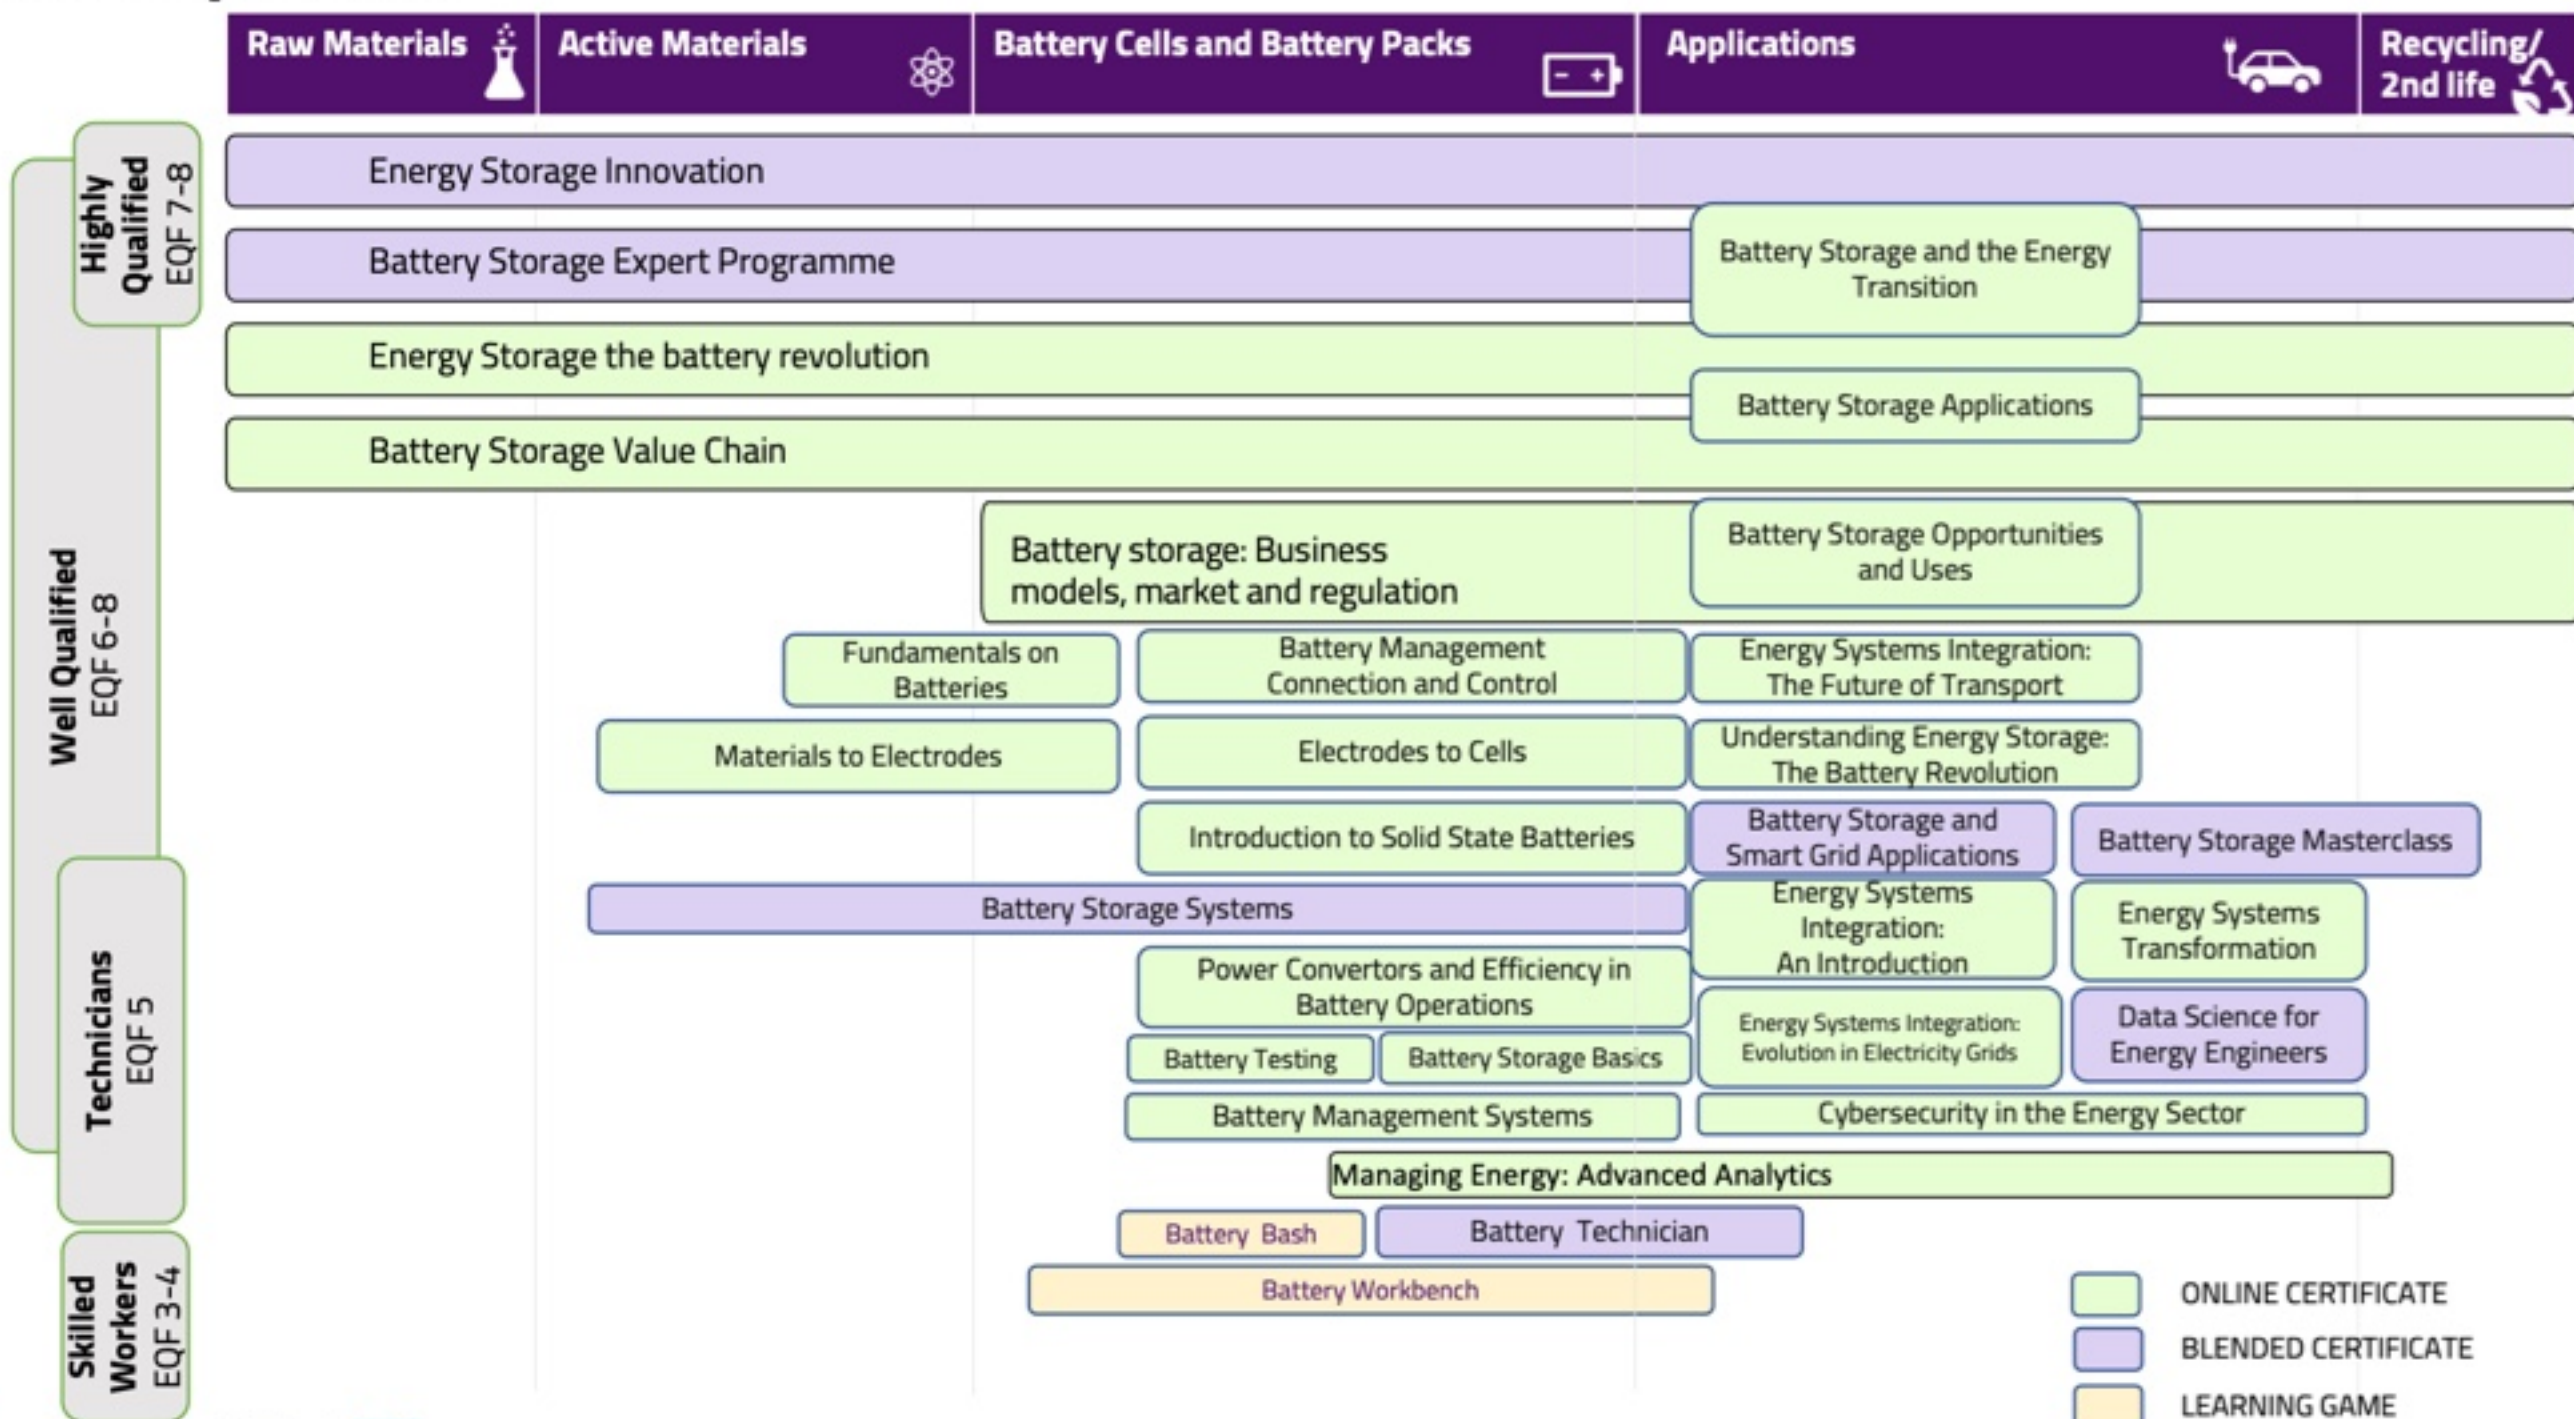 Raw Materials
Active Materials
Battery Cells and Battery Packs
Applications
Recycling/
2nd life
Highly
Qualified
EQF 7-8
Well Qualified
EQF 6-8
Technicians
EQF 5
Skilled
Workers
EQF 3-4
Energy Storage Innovation
Battery Storage Expert Programme
Battery Storage and the Energy
Transition
Energy Storage the battery revolution
Battery Storage Applications
Battery Storage Value Chain
Battery storage: Business
models, market and regulation
Battery Storage Opportunities
and Uses
Fundamentals on
Batteries
Battery Management
Connection and Control
Energy Systems Integration:
The Future of Transport
Materials to Electrodes
Electrodes to Cells
Understanding Energy Storage:
The Battery Revolution
Introduction to Solid State Batteries
Battery Storage and
Smart Grid Applications
Battery Storage Masterclass
Battery Storage Systems
Energy Systems
Integration:
An Introduction
Energy Systems
Transformation
Power Convertors and Efficiency in
Battery Operations
Energy Systems Integration:
Evolution in Electricity Grids
Data Science for
Energy Engineers
Battery Testing
Battery Storage Basics
Battery Management Systems
Cybersecurity in the Energy Sector
Managing Energy: Advanced Analytics
Battery Bash
Battery Technician
Battery Workbench
ONLINE CERTIFICATE
BLENDED CERTIFICATE
LEARNING GAME